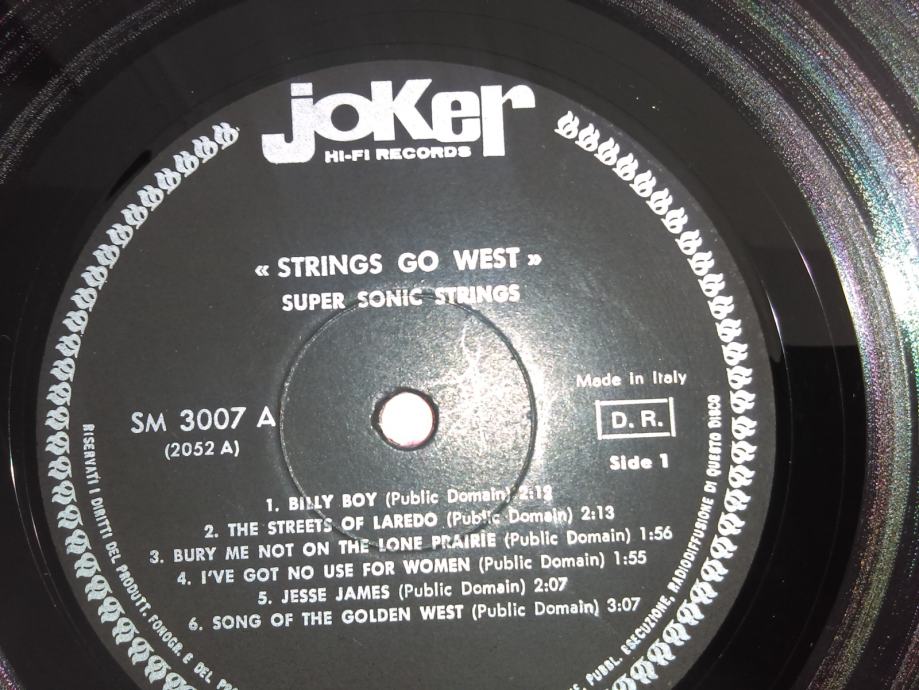 joker
HI-FI RECORDS
« STRINGS GO WEST »
SUPER SONIC STRINGS
Made in Italy
SM 3007 A
(2052 A)
D. R.
Side 1
1. BILLY BOY (Public Domain) 2:12
2. THE STREETS OF LAREDO (Public Domain) 2:13
3. BURY ME NOT ON THE LONE PRAIRIE (Public Domain) 1:56
4. I'VE GOT NO USE FOR WOMEN (Public Domain) 1:55
5. JESSE JAMES (Public Domain) 2:07
6. SONG OF THE GOLDEN WEST (Public Domain) 3:07
RISERVATI I DIRITTI DEL PRODUTT. FONOGR. E DEL
PUBBL. ESECUZIONE, RADIODIFFUSIONE DI QUESTO DISCO